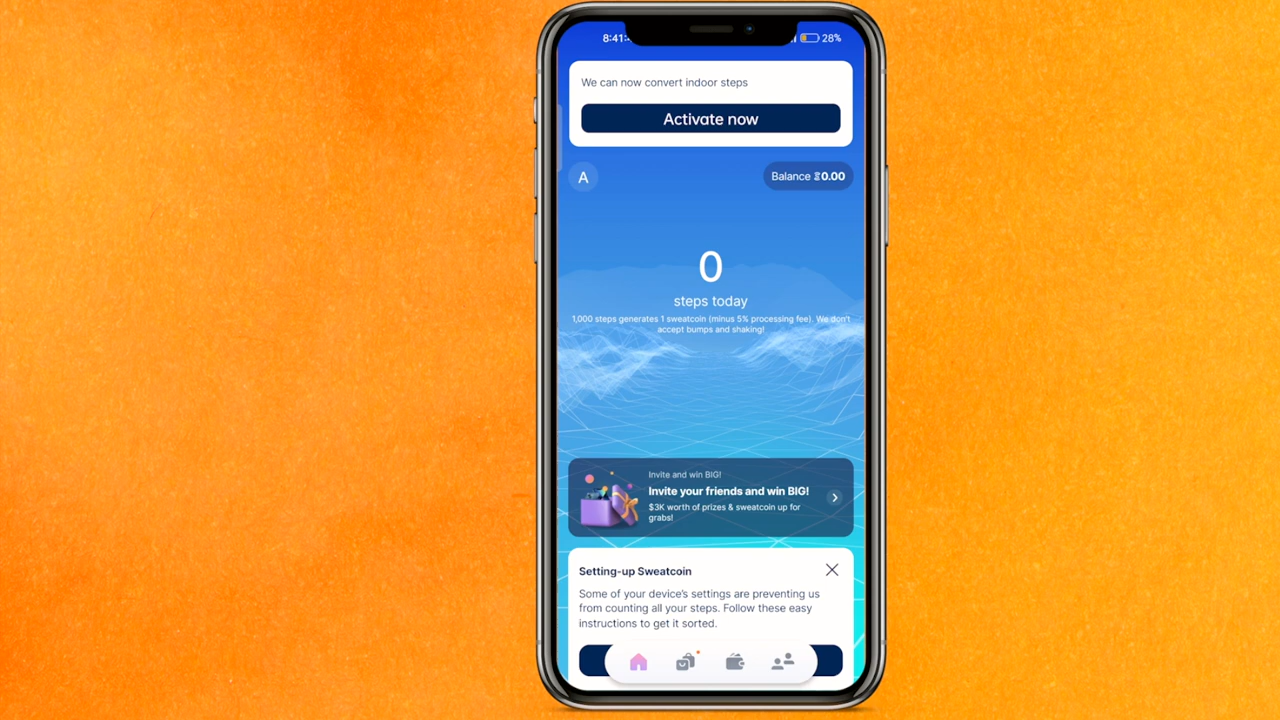 8:41
28%
We can now convert indoor steps
Activate now
A
Balance 0.00
0
steps today
1,000 steps generates 1 sweatcoin (minus 5% processing fee). We don't
accept bumps and shaking!
Invite and win BIG!
Invite your friends and win BIG!
$3K worth of prizes & sweatcoin up for
grabs!
Setting-up Sweatcoin
Some of your device's settings are preventing us
from counting all your steps. Follow these easy
instructions to get it sorted.